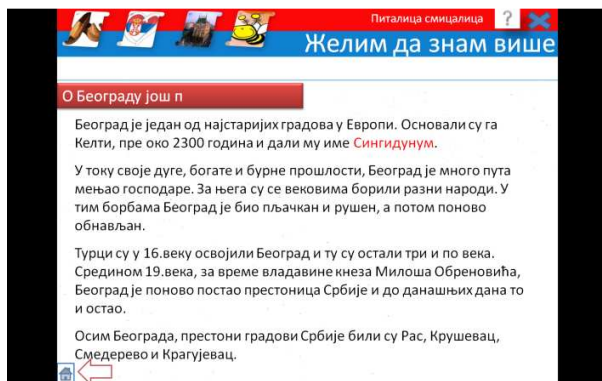 Питалица смицалица
?
Желим да знам више
О Београду још п
Београд је један од најстаријих градова у Европи. Основали су га
Келти, пре око 2300 година и дали му име Сингидунум.
У току своје дуге, богате и бурне прошлости, Београд је много пута
мењао господаре. За њега су се вековима борили разни народи. У
тим борбама Београд је био пљачкан и рушен, а потом поново
обнављан.
Турци су у 16.веку освојили Београд и ту су остали три и по века.
Средином 19.века, за време владавине кнеза Милоша Обреновића,
Београд је поново постао престоница Србије и до данашњих дана то
и остао.
Осим Београда, престони градови Србије били су Рас, Крушевац,
Смедерево и Крагујевац.